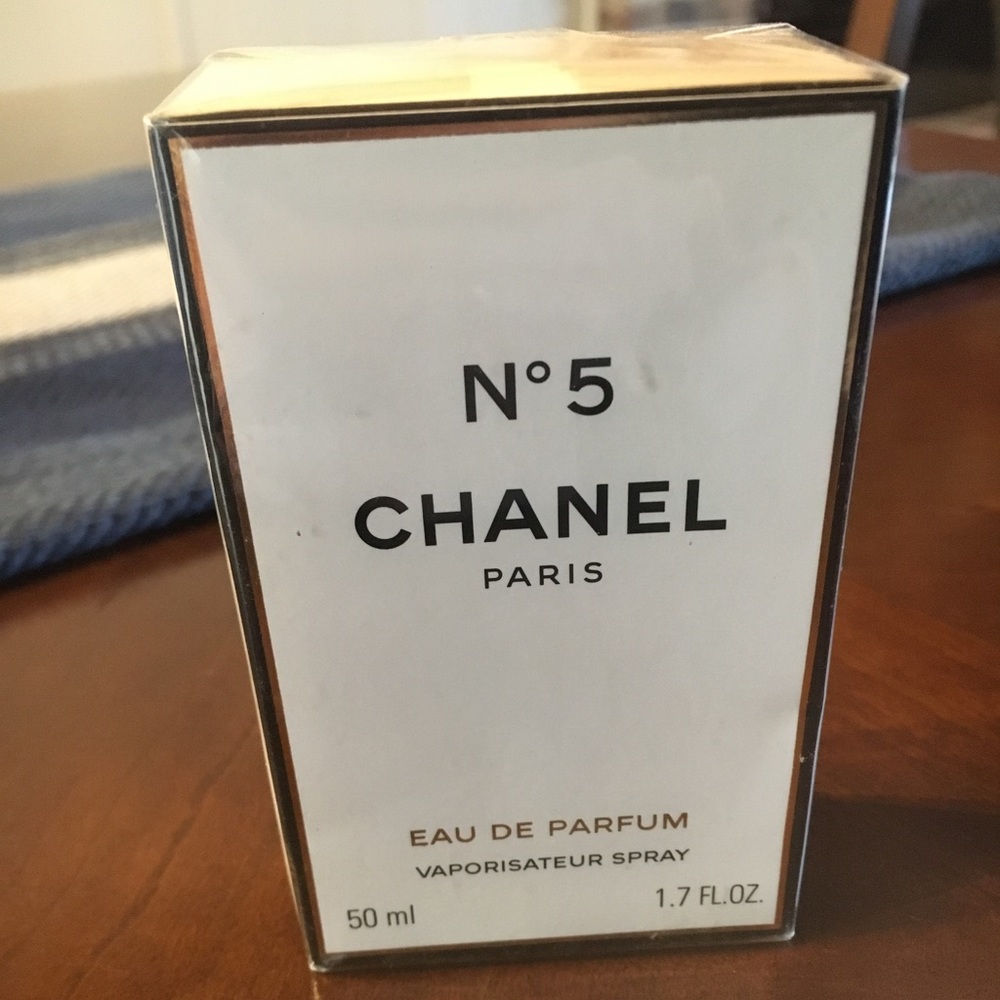 N°5
CHANEL
PARIS
EAU DE PARFUM
VAPORISATEUR SPRAY
50 ml 1.7 FL.OZ.